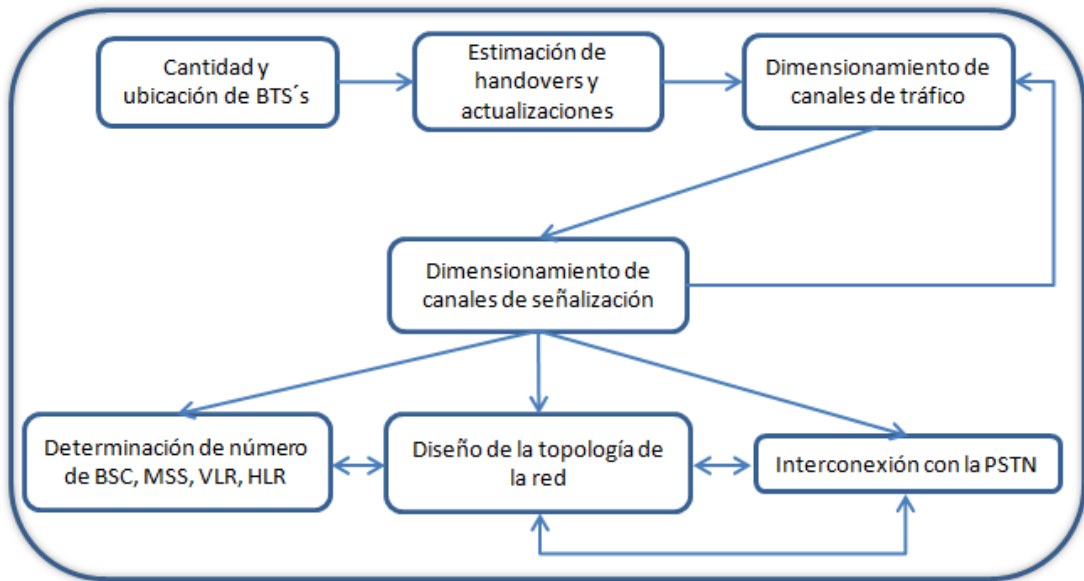 Cantidad y
ubicación de BTS´s
Estimación de
handovers y
actualizaciones
Dimensionamiento de
canales de tráfico
Dimensionamiento de
canales de señalización
Determinación de número
de BSC, MSS, VLR, HLR
Diseño de la topología de
la red
Interconexión con la PSTN